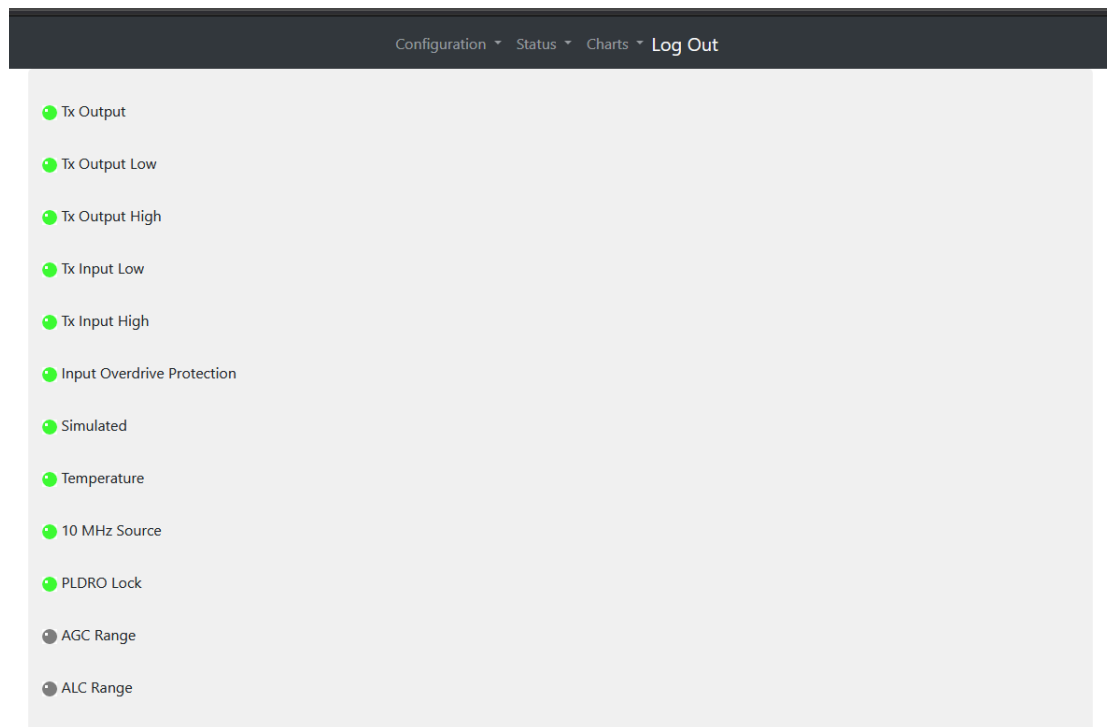 Configuration Status Charts Log Out
Tx Output
Tx Output Low
Tx Output High
Tx Input Low
Tx Input High
Input Overdrive Protection
Simulated
Temperature
10 MHz Source
PLDRO Lock
AGC Range
ALC Range